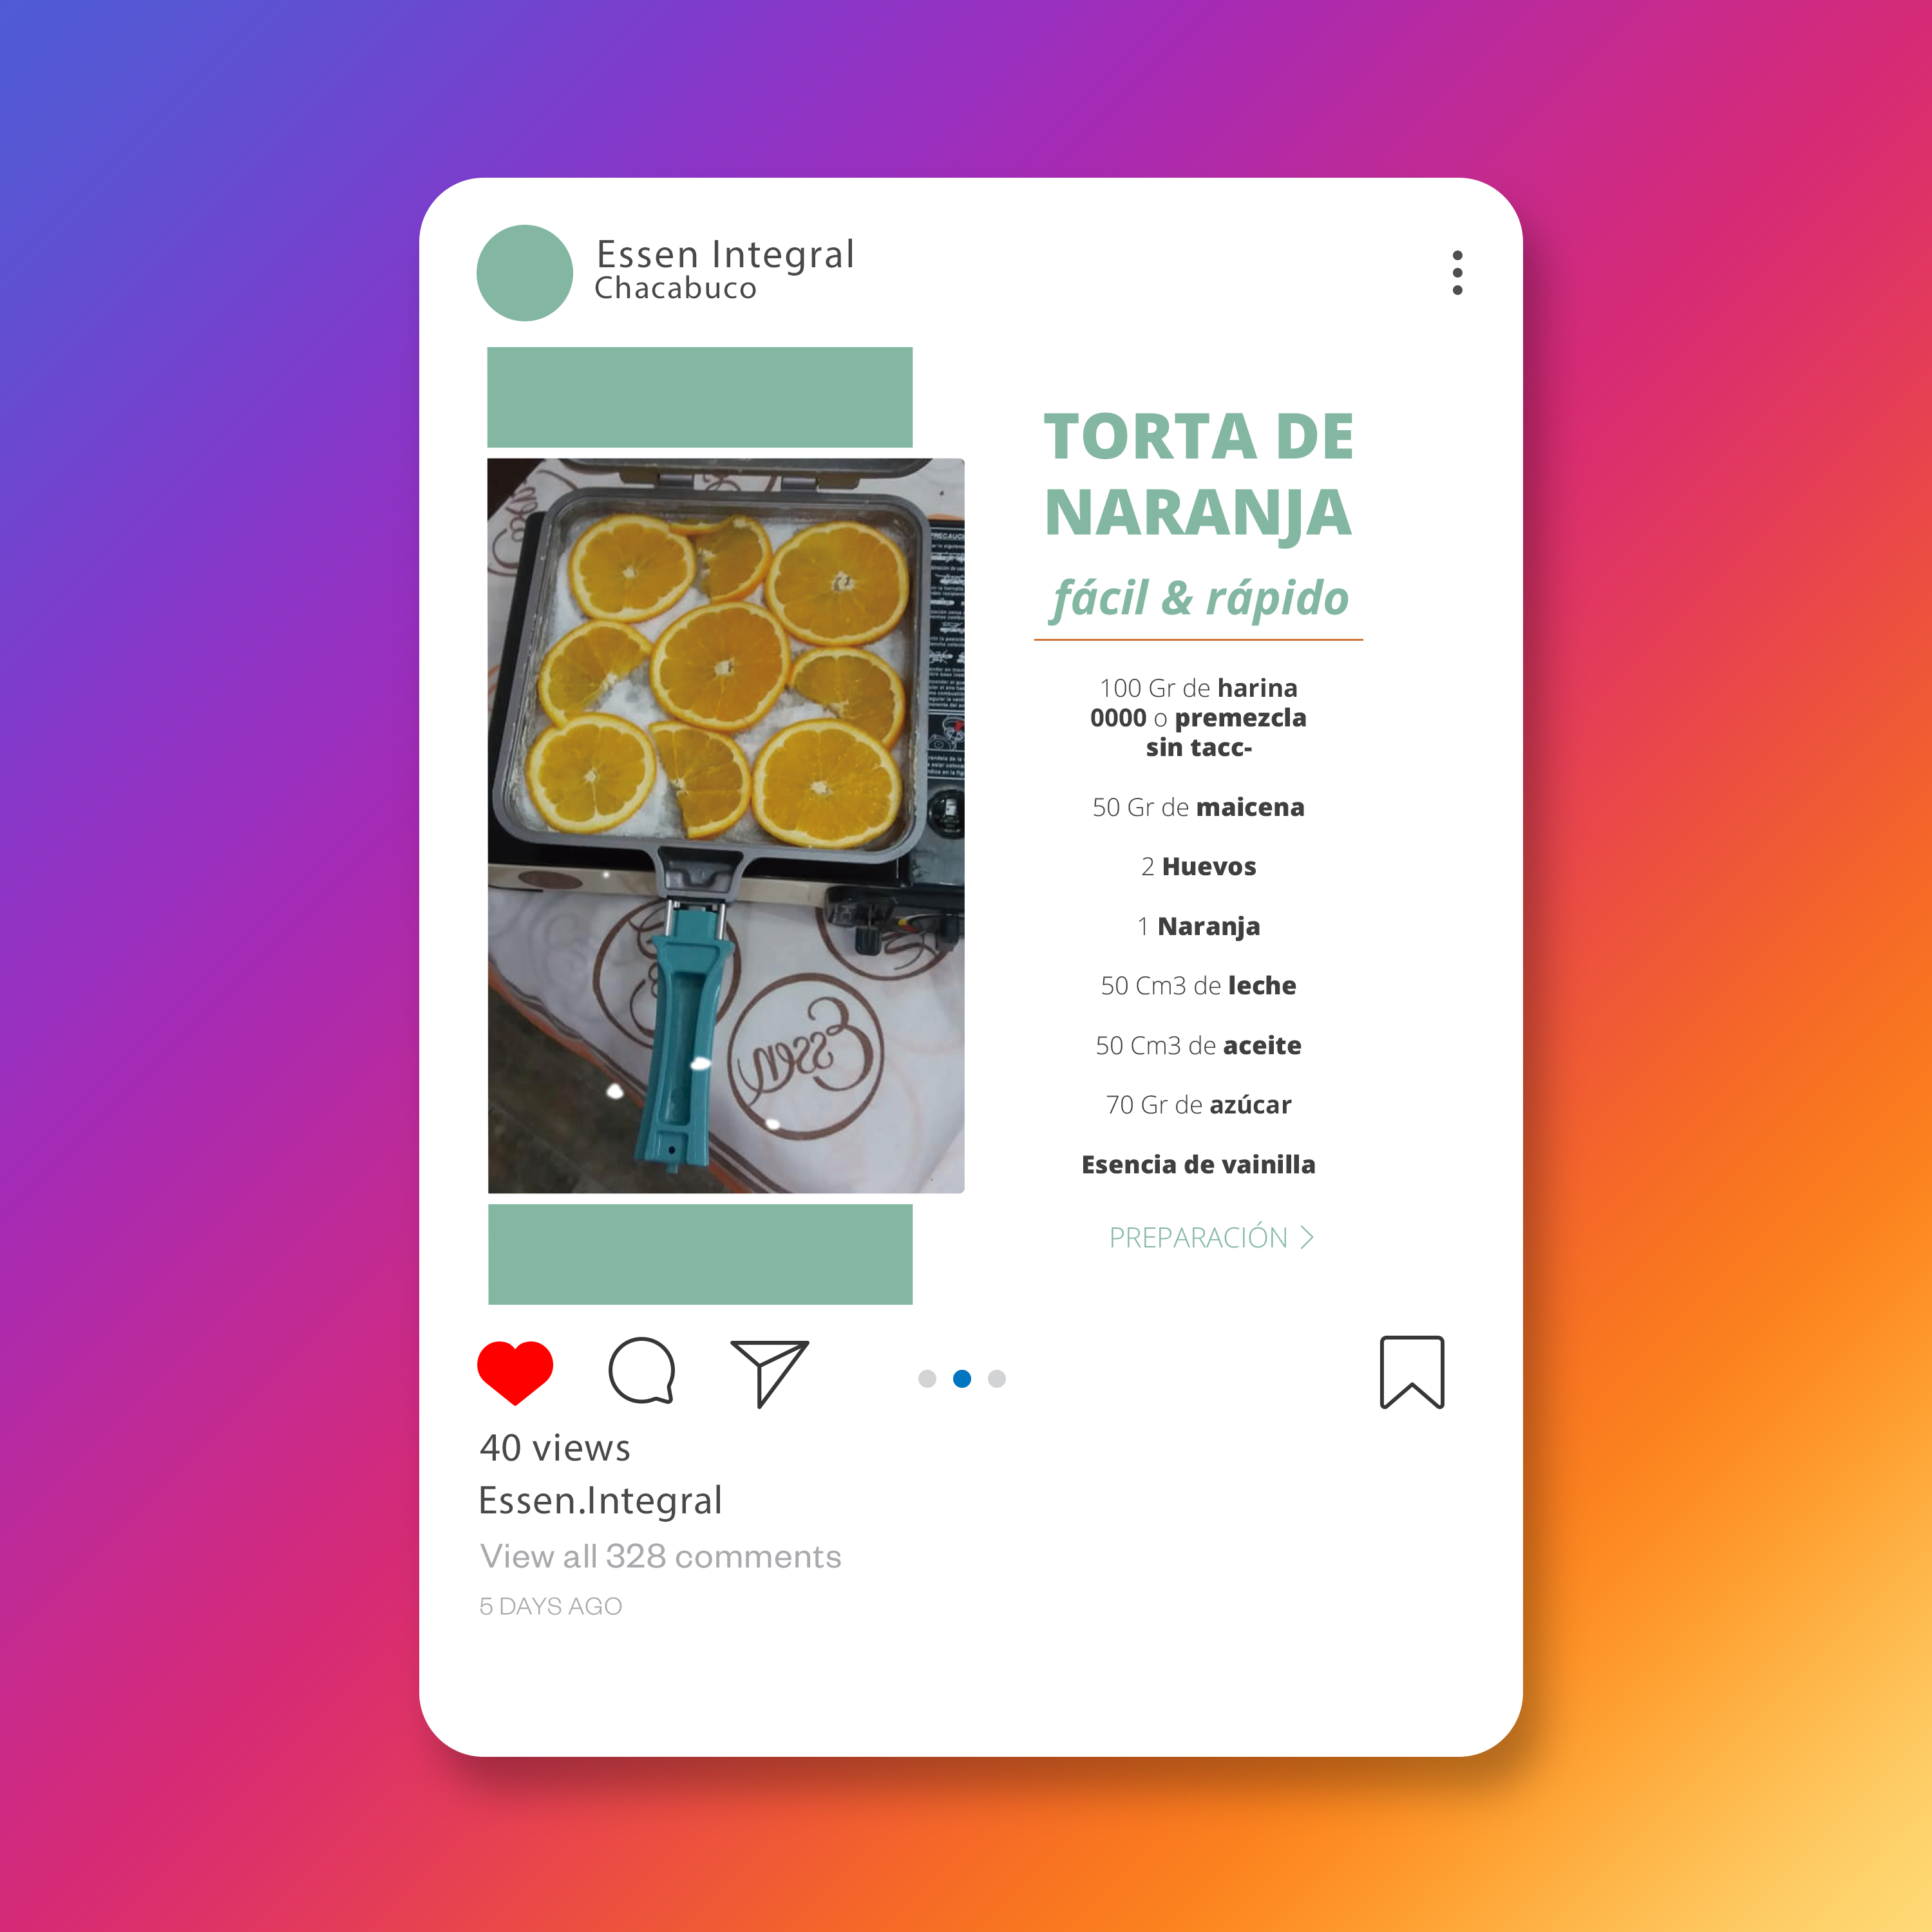 Essen Integral
Chacabuco
TORTA DE
NARANJA
fácil & rápido
100 Gr de harina
0000 o premezcla
sin tacc-
50 Gr de maicena
2 Huevos
1 Naranja
50 Cm3 de leche
50 Cm3 de aceite
70 Gr de azúcar
Esencia de vainilla
PREPARACIÓN
Essen
40 views
Essen.Integral
View all 328 comments
5 DAYS AGO